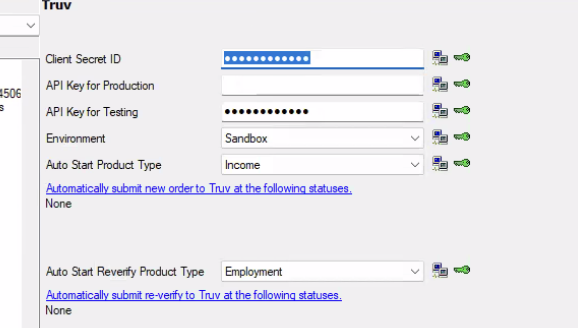 Truv
Client Secret ID ●●●●●●●●●●●●
4506
API Key for Production
s
API Key for Testing ●●●●●●●●●●●●
Environment Sandbox
Auto Start Product Type Income
Automatically submit new order to Truv at the following statuses.
None
Auto Start Reverify Product Type Employment
Automatically submit re-verify to Truv at the following statuses.
None